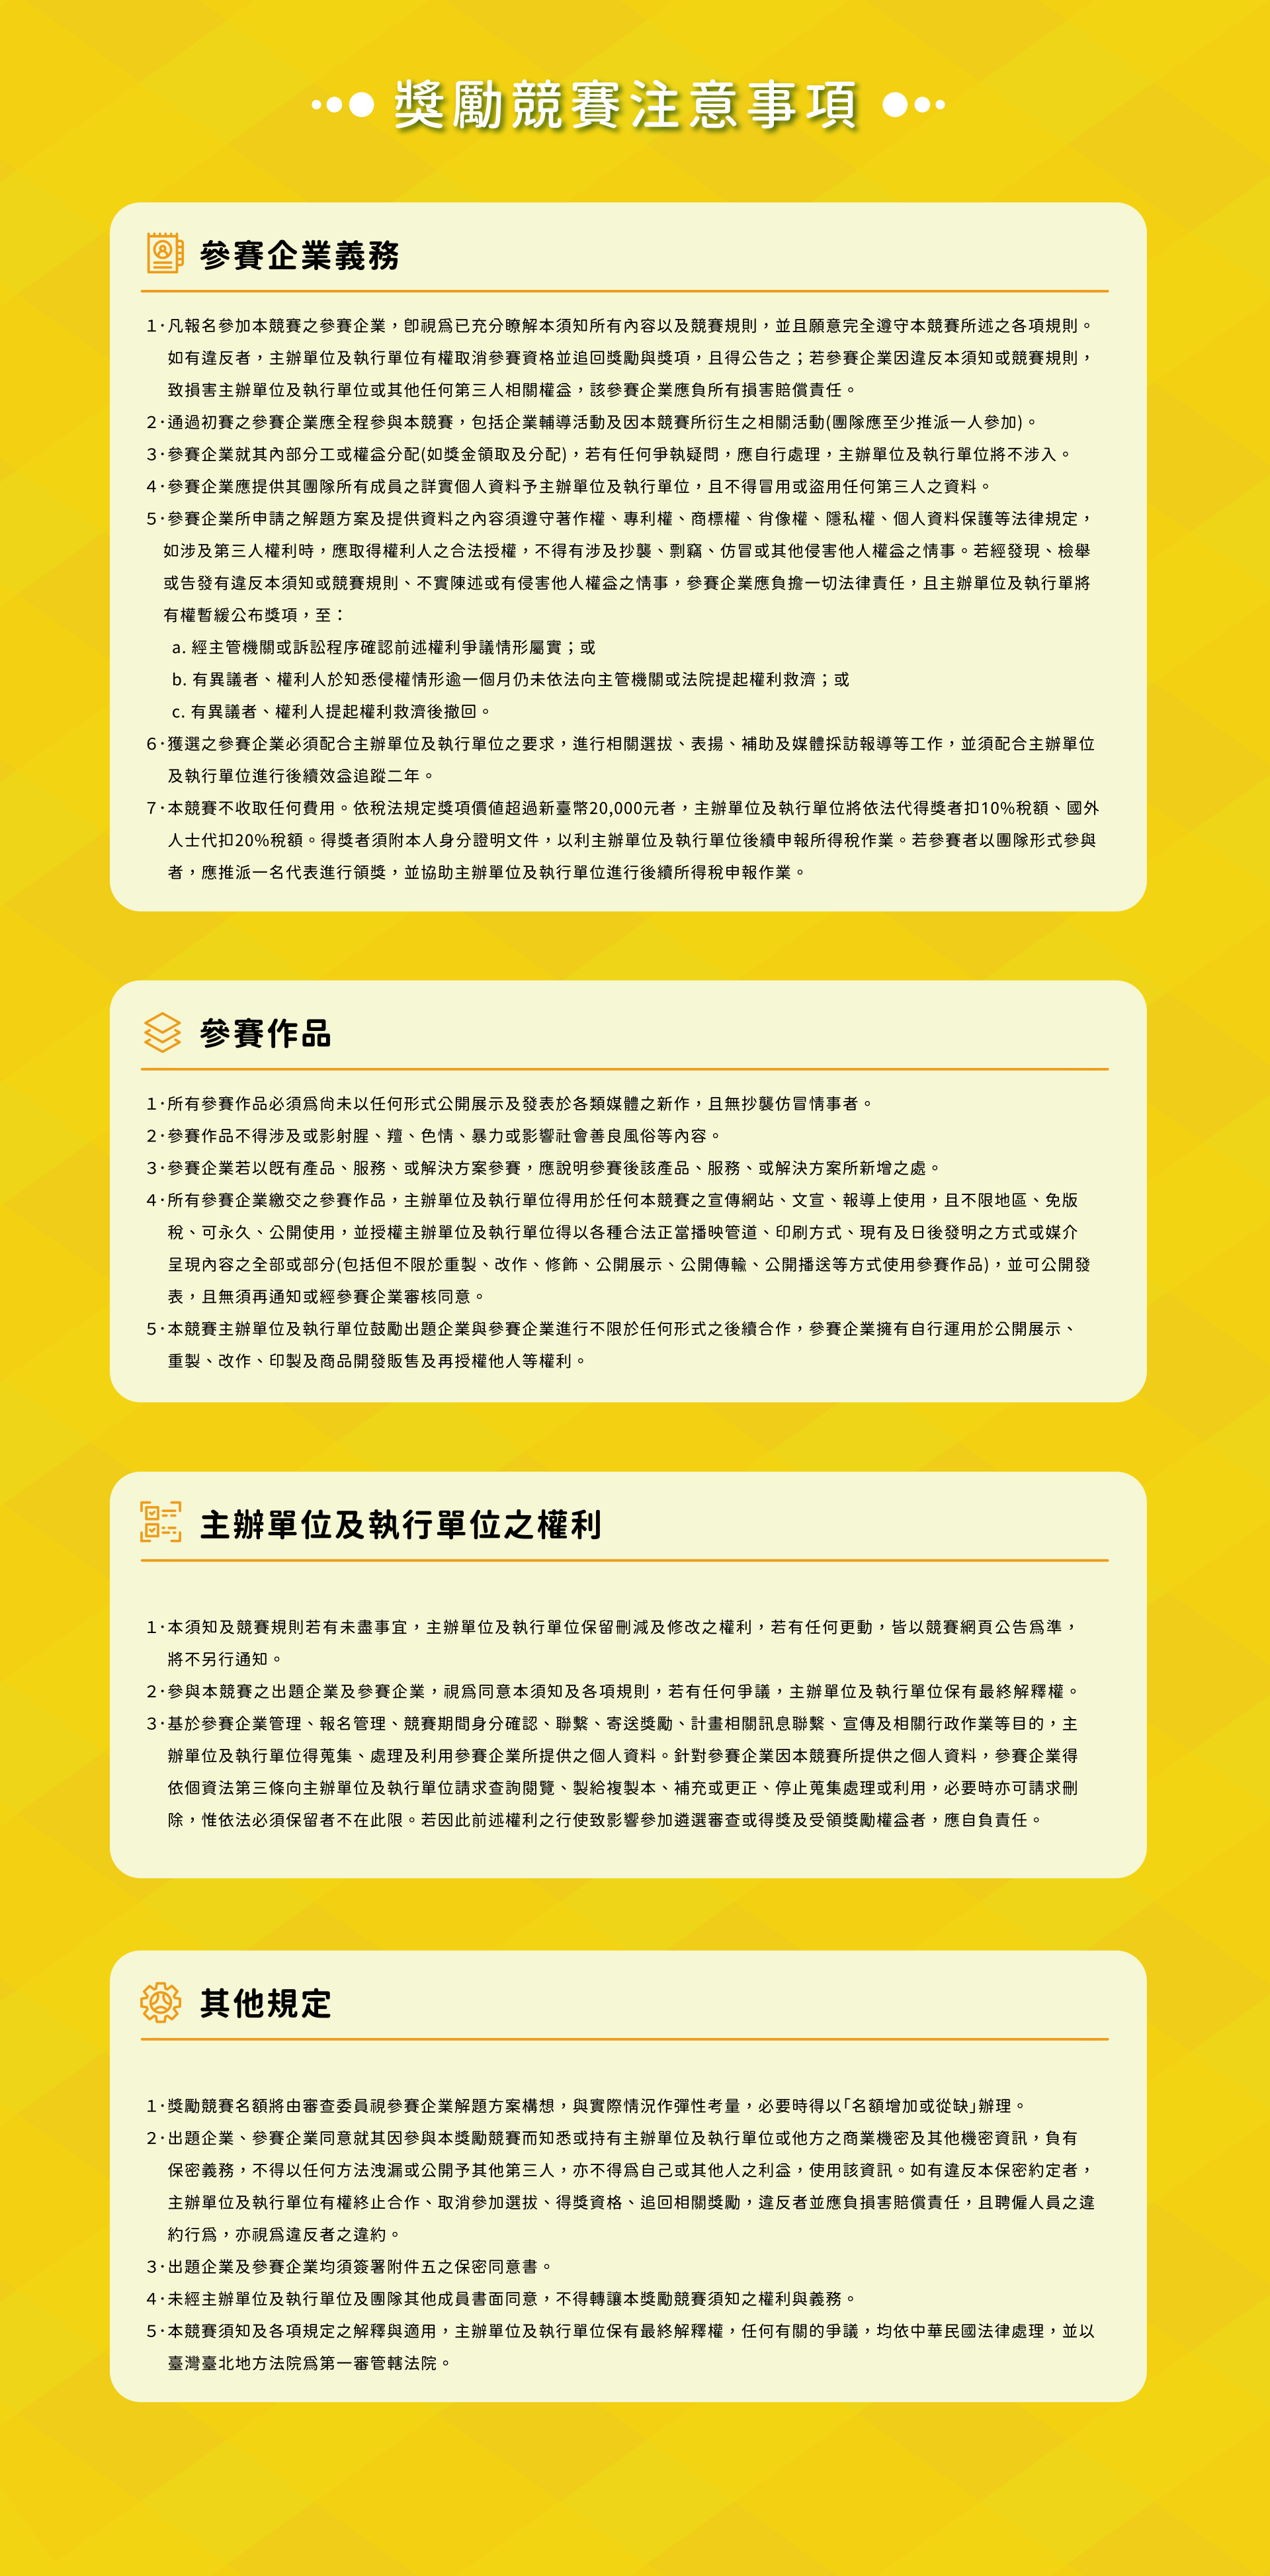 獎勵競賽注意事項
參賽企業義務
1.凡報名參加本競賽之參賽企業，即視為已充分瞭解本須知所有內容以及競賽規則，並且願意完全遵守本競賽所述之各項規則。
如有違反者，主辦單位及執行單位有權取消參賽資格並追回獎勵與獎項，且得公告之；若參賽企業因違反本須知或競賽規則，
致損害主辦單位及執行單位或其他任何第三人相關權益，該參賽企業應負所有損害賠償責任。
2.通過初賽之參賽企業應全程參與本競賽，包括企業輔導活動及因本競賽所衍生之相關活動(團隊應至少推派一人參加)。
3.參賽企業就其內部分工或權益分配(如獎金領取及分配)，若有任何爭執疑問，應自行處理，主辦單位及執行單位將不涉入。
4.參賽企業應提供其團隊所有成員之詳實個人資料予主辦單位及執行單位，且不得冒用或盜用任何第三人之資料。
5.參賽企業所申請之解題方案及提供資料之內容須遵守著作權、專利權、商標權、肖像權、隱私權、個人資料保護等法律規定，
如涉及第三人權利時，應取得權利人之合法授權，不得有涉及抄襲、剽竊、仿冒或其他侵害他人權益之情事。若經發現、檢舉
或告發有違反本須知或競賽規則、不實陳述或有侵害他人權益之情事，參賽企業應負擔一切法律責任，且主辦單位及執行單將
有權暫緩公布獎項，至：
a. 經主管機關或訴訟程序確認前述權利爭議情形屬實；或
b. 有異議者、權利人於知悉侵權情形逾一個月仍未依法向主管機關或法院提起權利救濟；或
c. 有異議者、權利人提起權利救濟後撤回。
6.獲選之參賽企業必須配合主辦單位及執行單位之要求，進行相關選拔、表揚、補助及媒體採訪報導等工作，並須配合主辦單位
及執行單位進行後續效益追蹤二年。
7.本競賽不收取任何費用。依稅法規定獎項價值超過新臺幣20,000元者，主辦單位及執行單位將依法代得獎者扣10%稅額、國外
人士代扣20%稅額。得獎者須附本人身分證明文件，以利主辦單位及執行單位後續申報所得稅作業。若參賽者以團隊形式參與
者，應推派一名代表進行領獎，並協助主辦單位及執行單位進行後續所得稅申報作業。
參賽作品
1.所有參賽作品必須為尚未以任何形式公開展示及發表於各類媒體之新作，且無抄襲仿冒情事者。
2.參賽作品不得涉及或影射腥、羶、色情、暴力或影響社會善良風俗等內容。
3.參賽企業若以既有產品、服務、或解決方案參賽，應說明參賽後該產品、服務、或解決方案所新增之處。
4.所有參賽企業繳交之參賽作品，主辦單位及執行單位得用於任何本競賽之宣傳網站、文宣、報導上使用，且不限地區、免版
稅、可永久、公開使用，並授權主辦單位及執行單位得以各種合法正當播映管道、印刷方式、現有及日後發明之方式或媒介
呈現內容之全部或部分(包括但不限於重製、改作、修飾、公開展示、公開傳輸、公開播送等方式使用參賽作品)，並可公開發
表，且無須再通知或經參賽企業審核同意。
5.本競賽主辦單位及執行單位鼓勵出題企業與參賽企業進行不限於任何形式之後續合作，參賽企業擁有自行運用於公開展示、
重製、改作、印製及商品開發販售及再授權他人等權利。
主辦單位及執行單位之權利
1.本須知及競賽規則若有未盡事宜，主辦單位及執行單位保留刪減及修改之權利，若有任何更動，皆以競賽網頁公告為準，
將不另行通知。
2.參與本競賽之出題企業及參賽企業，視為同意本須知及各項規則，若有任何爭議，主辦單位及執行單位保有最終解釋權。
3.基於參賽企業管理、報名管理、競賽期間身分確認、聯繫、寄送獎勵、計畫相關訊息聯繫、宣傳及相關行政作業等目的，主
辦單位及執行單位得蒐集、處理及利用參賽企業所提供之個人資料。針對參賽企業因本競賽所提供之個人資料，參賽企業得
依個資法第三條向主辦單位及執行單位請求查詢閱覽、製給複製本、補充或更正、停止蒐集處理或利用，必要時亦可請求刪
除，惟依法必須保留者不在此限。若因此前述權利之行使致影響參加遴選審查或得獎及受領獎勵權益者，應自負責任。
其他規定
1.獎勵競賽名額將由審查委員視參賽企業解題方案構想，與實際情況作彈性考量，必要時得以｢名額增加或從缺｣辦理。
2.出題企業、參賽企業同意就其因參與本獎勵競賽而知悉或持有主辦單位及執行單位或他方之商業機密及其他機密資訊，負有
保密義務，不得以任何方法洩漏或公開予其他第三人，亦不得為自己或其他人之利益，使用該資訊。如有違反本保密約定者，
主辦單位及執行單位有權終止合作、取消參加選拔、得獎資格、追回相關獎勵，違反者並應負損害賠償責任，且聘僱人員之違
約行為，亦視為違反者之違約。
3.出題企業及參賽企業均須簽署附件五之保密同意書。
4.未經主辦單位及執行單位及團隊其他成員書面同意，不得轉讓本獎勵競賽須知之權利與義務。
5.本競賽須知及各項規定之解釋與適用，主辦單位及執行單位保有最終解釋權，任何有關的爭議，均依中華民國法律處理，並以
臺灣臺北地方法院為第一審管轄法院。